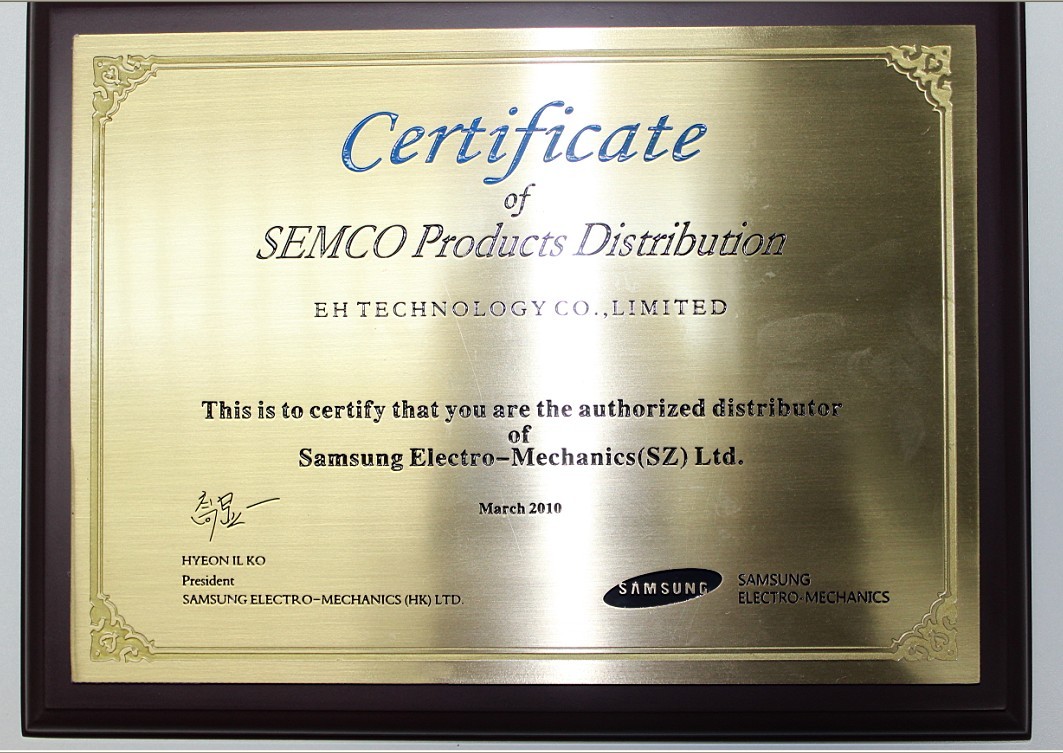 Certificate
of
SEMCO Products Distribution
EH TECHNOLOGY CO.,LIMITED
This is to certify that you are the authorized distributor
of
Samsung Electro-Mechanics(SZ) Ltd.
March 2010
HYEON IL KO
President
SAMSUNG ELECTRO-MECHANICS (HK) LTD.
SAMSUNG
SAMSUNG
ELECTRO-MECHANICS